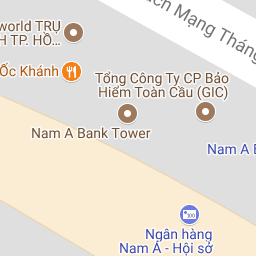 world TRỤ
H TP. HỒ...
ách Mạng Tháng
Ốc Khánh
Tổng Công Ty CP Bảo
Hiểm Toàn Cầu (GIC)
Nam A Bank Tower
Nam A B
Ngân hàng
Nam Á - Hội sở